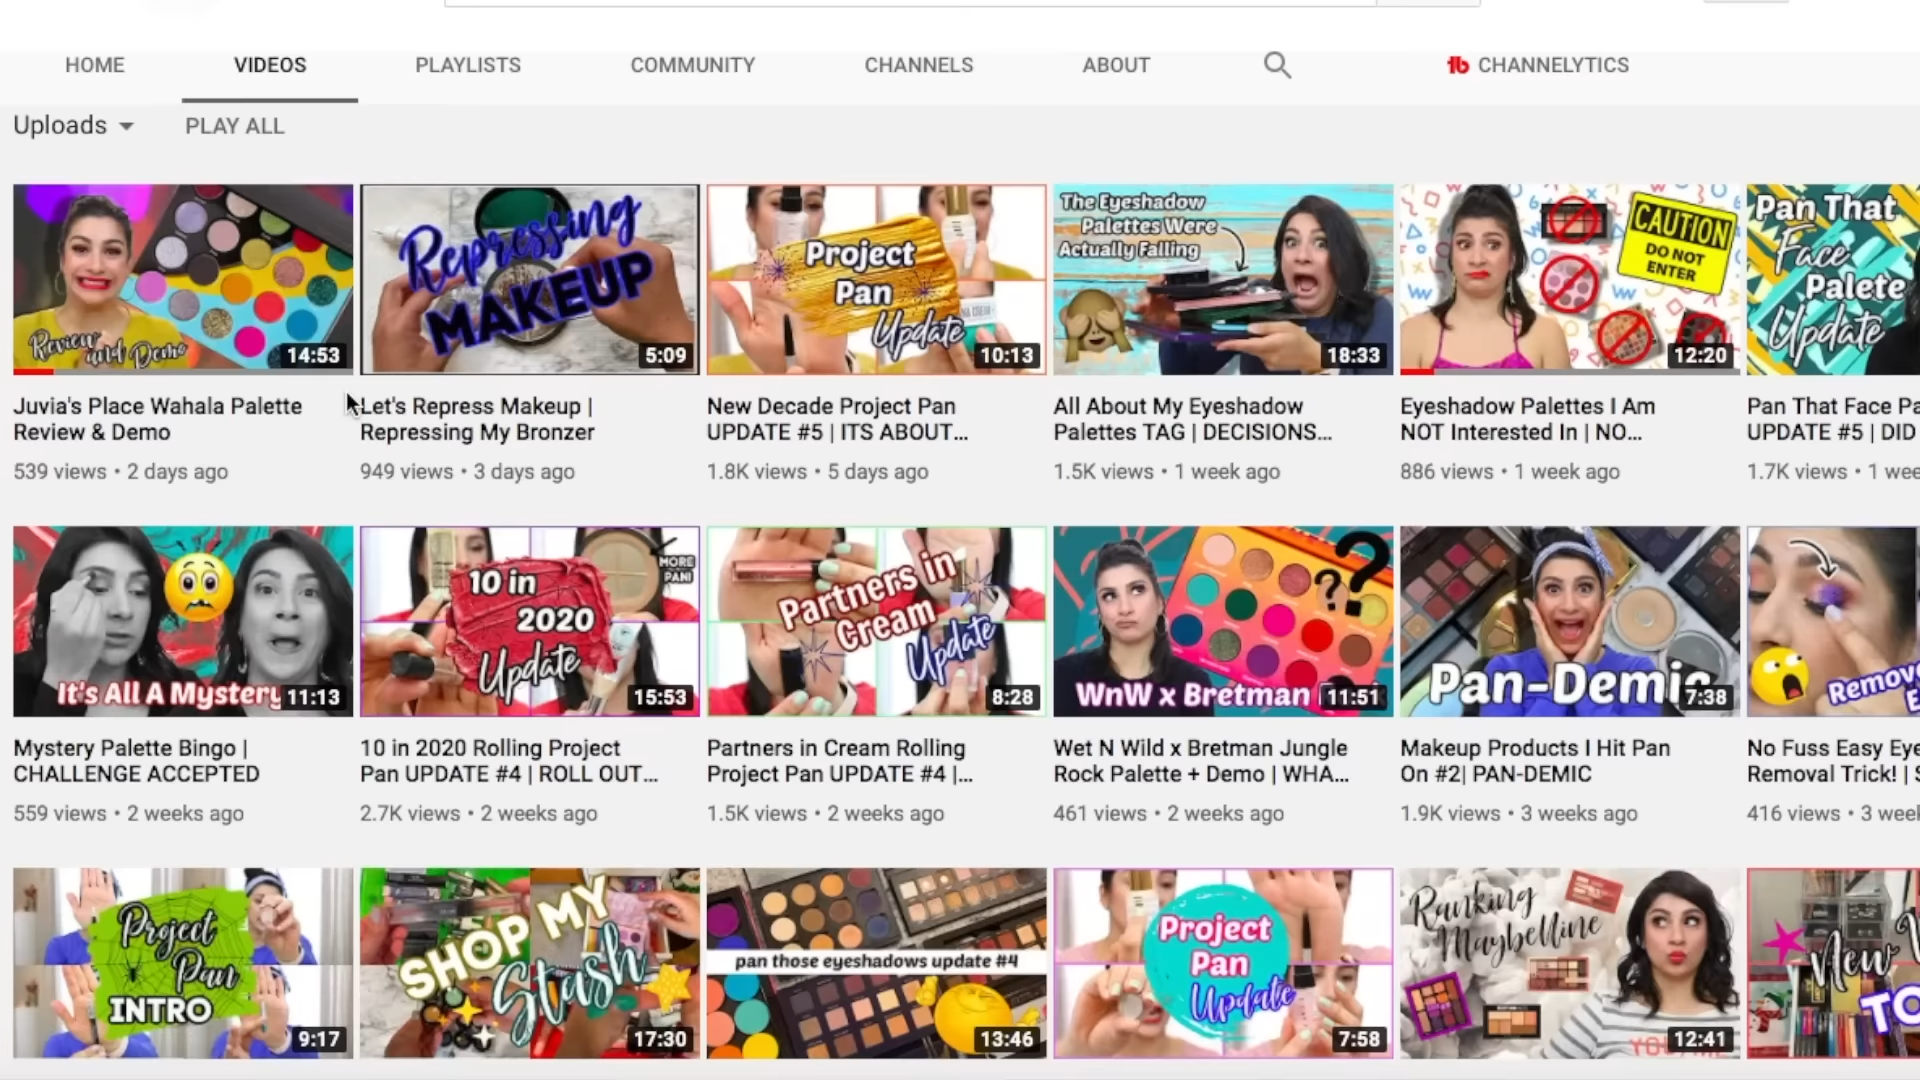 HOME VIDEOS PLAYLISTS COMMUNITY CHANNELS ABOUT CHANNELYTICS
Uploads PLAY ALL
Review and Demo
14:53
Repressing
MAKEUP
5:09
Project
Pan
Update
10:13
The Eyeshadow
Palettes Were
Actually Falling
18:33
CAUTION
DO NOT
ENTER
12:20
Pan That
Face
Palete
Update
Juvia's Place Wahala Palette
Review & Demo
539 views • 2 days ago
Let's Repress Makeup |
Repressing My Bronzer
949 views • 3 days ago
New Decade Project Pan
UPDATE #5 | ITS ABOUT...
1.8K views • 5 days ago
All About My Eyeshadow
Palettes TAG | DECISIONS...
1.5K views • 1 week ago
Eyeshadow Palettes I Am
NOT Interested In | NO...
886 views • 1 week ago
Pan That Face Pa
UPDATE #5 | DID
1.7K views • 1 wee
It's All A Mystery
11:13
10 in
2020
Update
MORE
PAN!
15:53
Partners in
Cream
Update
8:28
WnW x Bretman
11:51
Pan-Demic
7:38
Remov
E
Mystery Palette Bingo |
CHALLENGE ACCEPTED
559 views • 2 weeks ago
10 in 2020 Rolling Project
Pan UPDATE #4 | ROLL OUT...
2.7K views • 2 weeks ago
Partners in Cream Rolling
Project Pan UPDATE #4 |...
1.5K views • 2 weeks ago
Wet N Wild x Bretman Jungle
Rock Palette + Demo | WHA...
461 views • 2 weeks ago
Makeup Products I Hit Pan
On #2| PAN-DEMIC
1.9K views • 3 weeks ago
No Fuss Easy Eye
Removal Trick! | S
416 views • 3 week
Project
Pan
INTRO
9:17
SHOP MY
Stash
17:30
pan those eyeshadows update #4
13:46
Project
Pan
Update
7:58
Ranking
Maybelline
12:41
New
TO